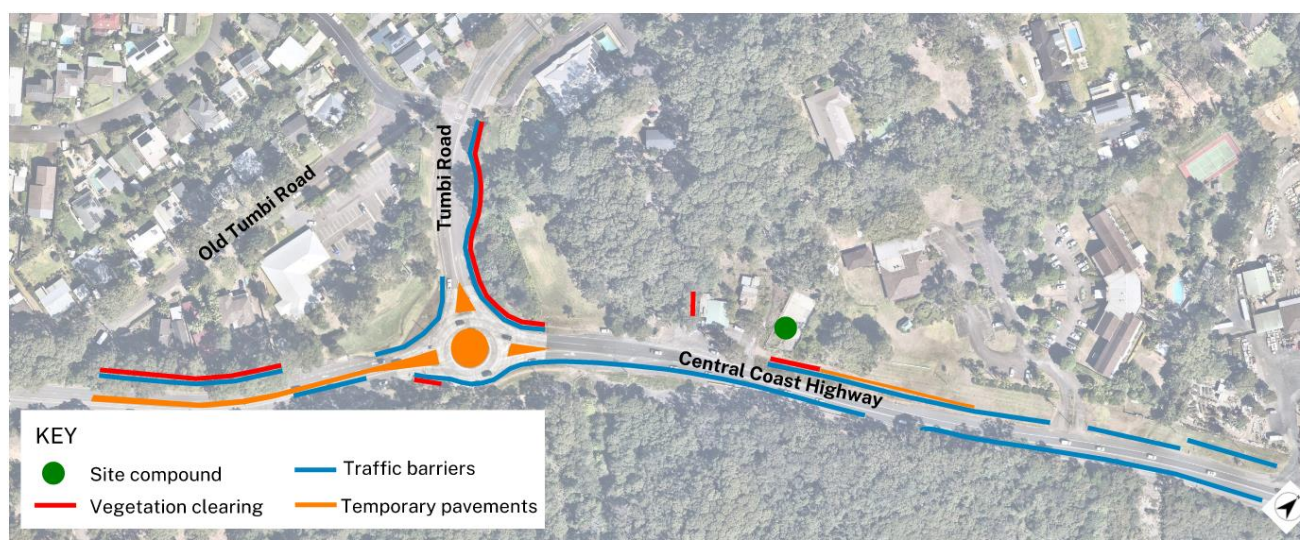 Tumbi Road
Old Tumbi Road
Central Coast Highway
KEY
Site compound
Traffic barriers
Vegetation clearing
Temporary pavements